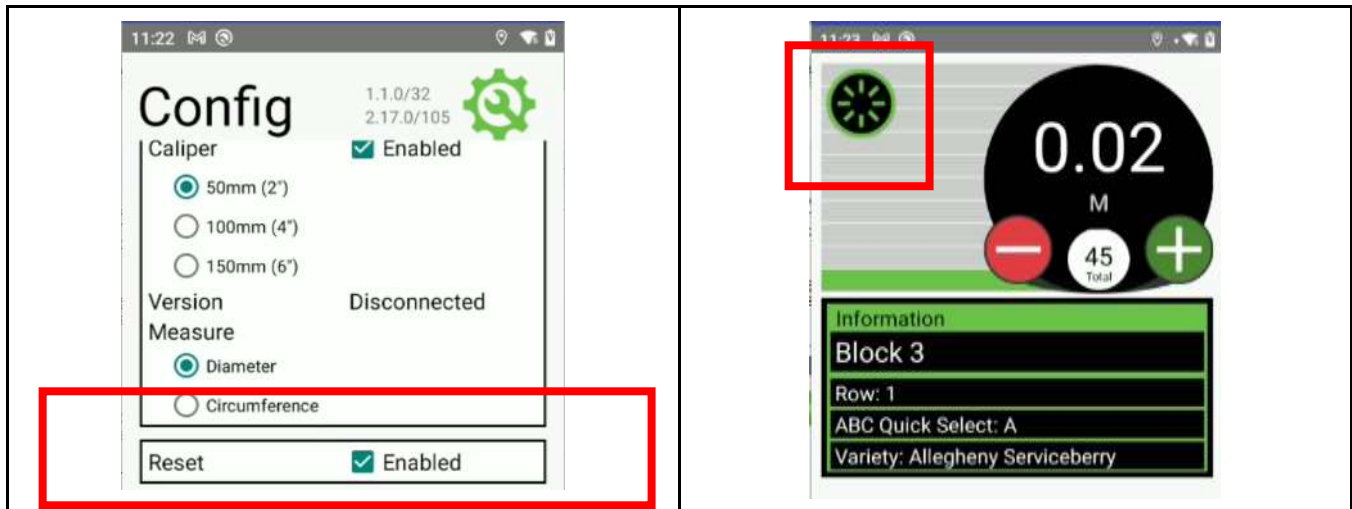 11:22
Config
1.1.0/32
2.17.0/105
Caliper Enabled
50mm (2")
100mm (4")
150mm (6")
Version Disconnected
Measure
Diameter
Circumference
Reset Enabled
11:23
0.02
M
45
Total
Information
Block 3
Row: 1
ABC Quick Select: A
Variety: Allegheny Serviceberry